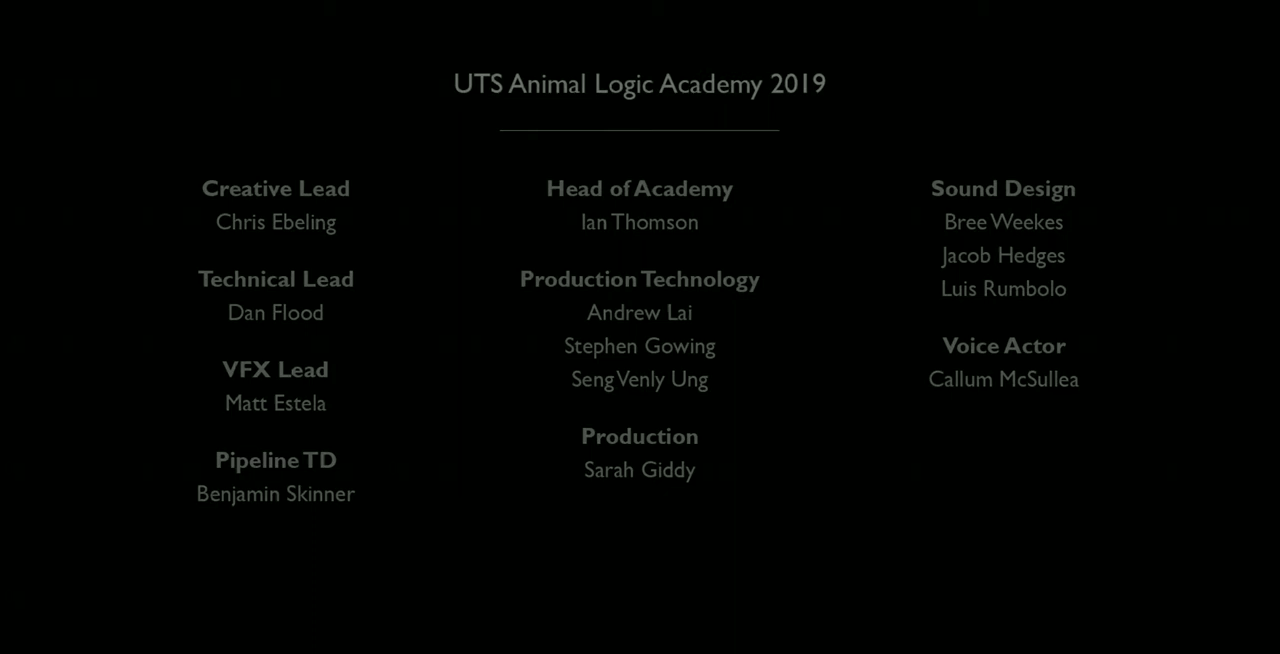 UTS Animal Logic Academy 2019
Creative Lead
Chris Ebeling
Technical Lead
Dan Flood
VFX Lead
Matt Estela
Pipeline TD
Benjamin Skinner
Head of Academy
Ian Thomson
Production Technology
Andrew Lai
Stephen Gowing
Seng Venly Ung
Production
Sarah Giddy
Sound Design
Bree Weekes
Jacob Hedges
Luis Rumbolo
Voice Actor
Callum McSullea